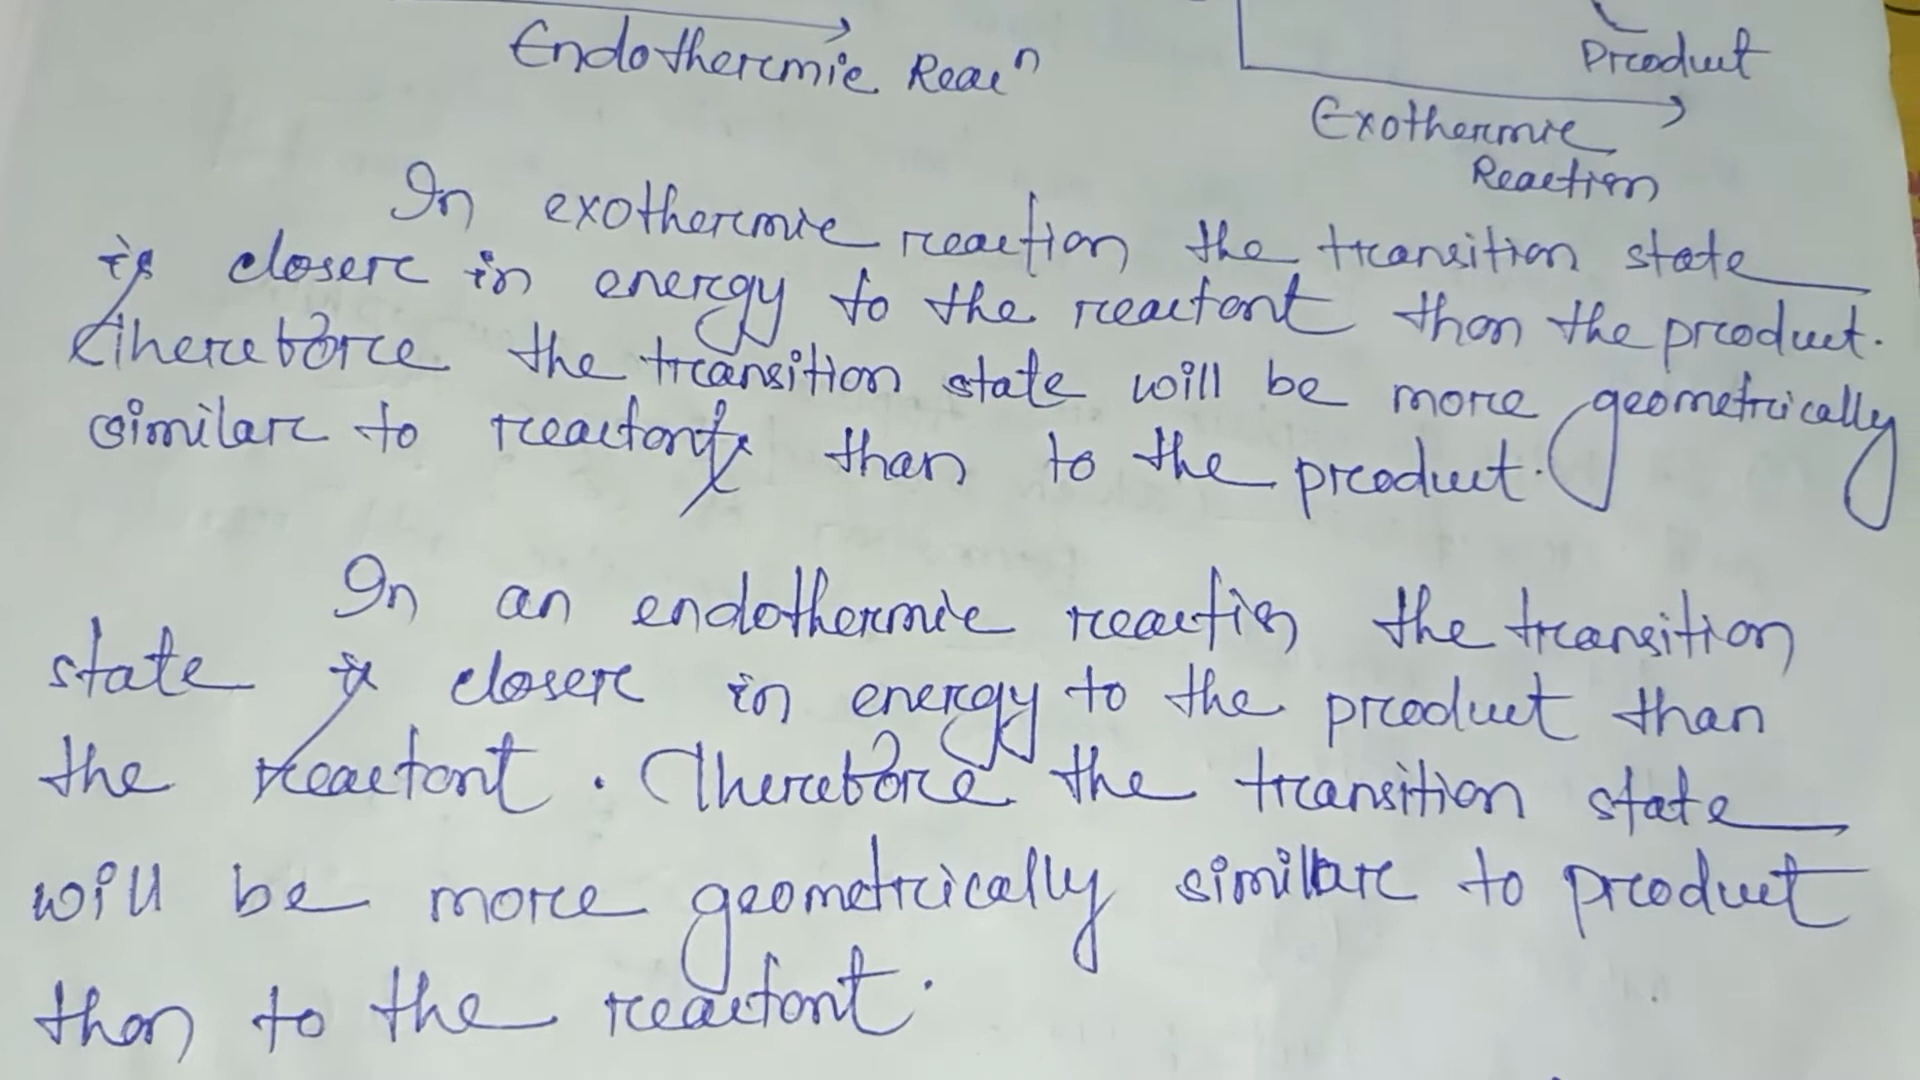 Endothermic Reacn
Product
Exothermic
Reaction
In exothermic reaction the transition state
is closer in energy to the reactant than the product.
Therefore the transition state will be more geometrically
similar to reactant than to the product.
In an endothermic reaction the transition
state is closer in energy to the product than
the reactant. Therefore the transition state
will be more geometrically similar to product
than to the reactant.